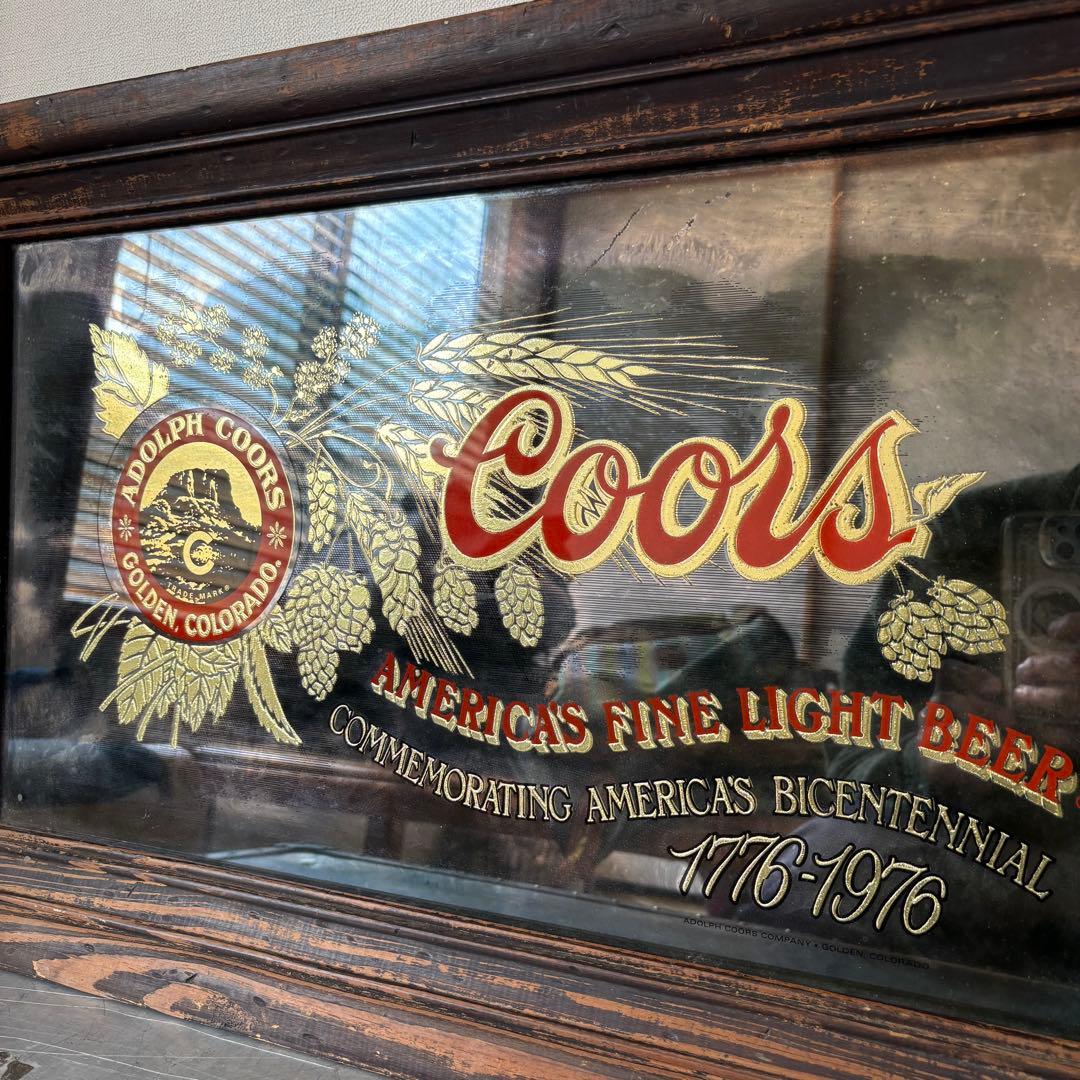 ADOLPH COORS
C
TRADE-MARK
GOLDEN, COLORADO.
Coors
AMERICA'S FINE LIGHT BEER.
COMMEMORATING AMERICA'S BICENTENNIAL
1776-1976
ADOLPH COORS COMPANY • GOLDEN, COLORADO